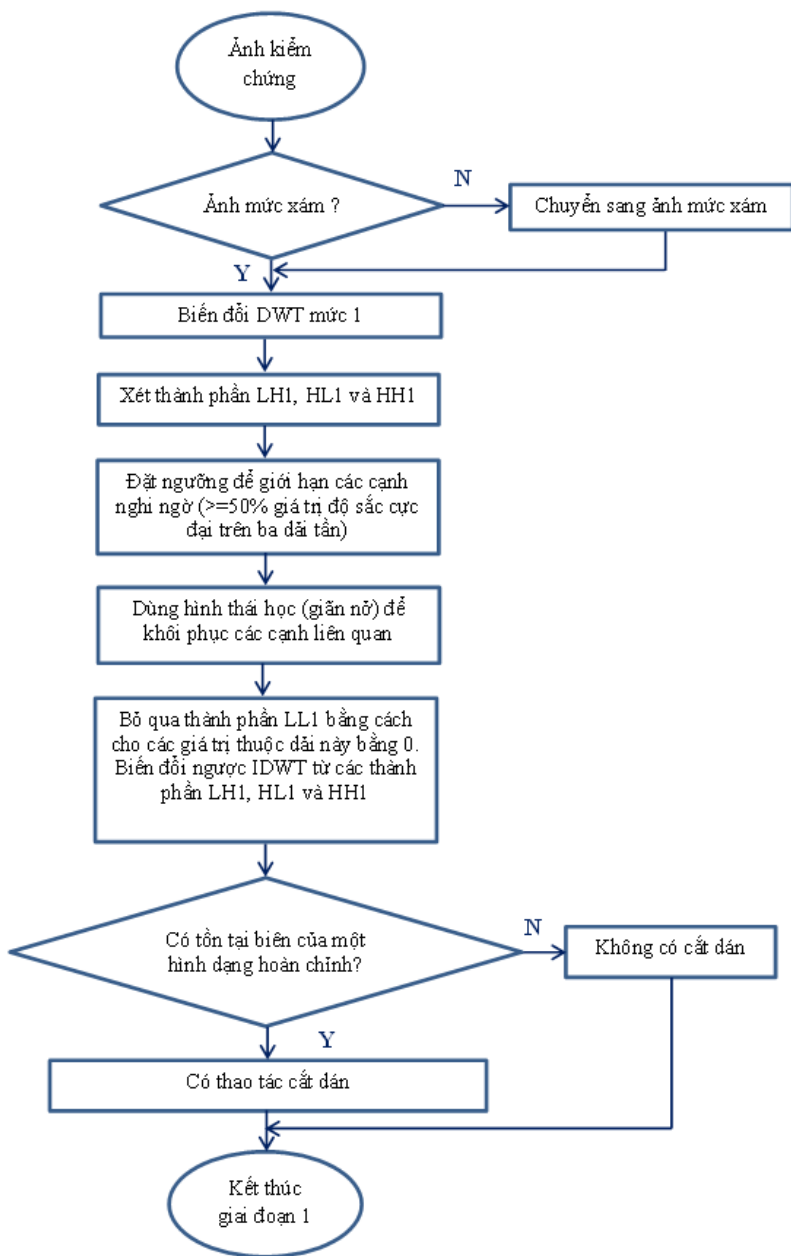 Ảnh kiểm
chứng
Ảnh mức xám ?
N
Chuyển sang ảnh mức xám
Y
Biến đổi DWT mức 1
Xét thành phần LH1, HL1 và HH1
Đặt ngưỡng để giới hạn các cạnh
nghi ngờ (>=50% giá trị độ sắc cực
đại trên ba dải tần)
Dùng hình thái học (giãn nở) để
khôi phục các cạnh liên quan
Bỏ qua thành phần LL1 bằng cách
cho các giá trị thuộc dải này bằng 0.
Biến đổi ngược IDWT từ các thành
phần LH1, HL1 và HH1
Có tồn tại biên của một
hình dạng hoàn chỉnh?
N
Không có cắt dán
Y
Có thao tác cắt dán
Kết thúc
giai đoạn 1